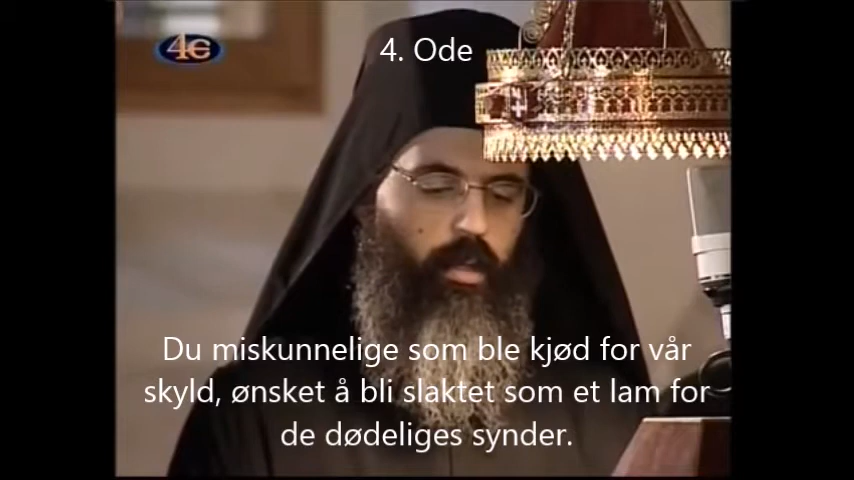 4Є
4. Ode
Du miskunnelige som ble kjød for vår
skyld, ønsket å bli slaktet som et lam for
de dødeliges synder.